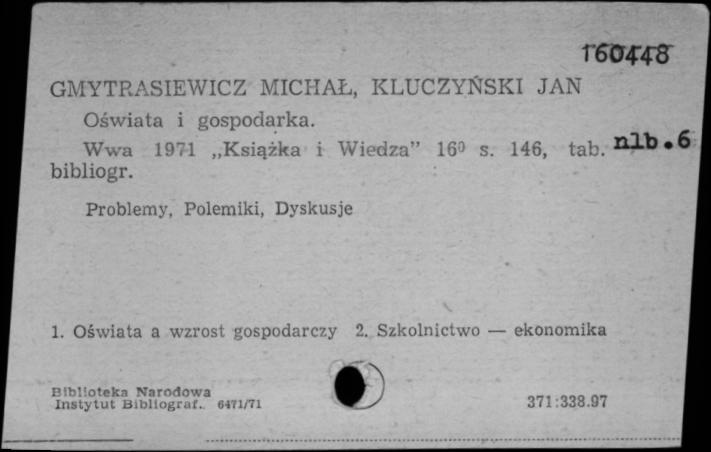 160448
GMYTRASIEWICZ MICHAŁ, KLUCZYŃSKI JAN
Oświata i gospodarka.
Wwa 1971 „Książka i Wiedza” 16⁰ s. 146, tab. nlb.6
bibliogr.
Problemy, Polemiki, Dyskusje
1. Oświata a wzrost gospodarczy 2. Szkolnictwo — ekonomika
Biblioteka Narodowa
Instytut Bibliograf.. 6471/71
371:338.97